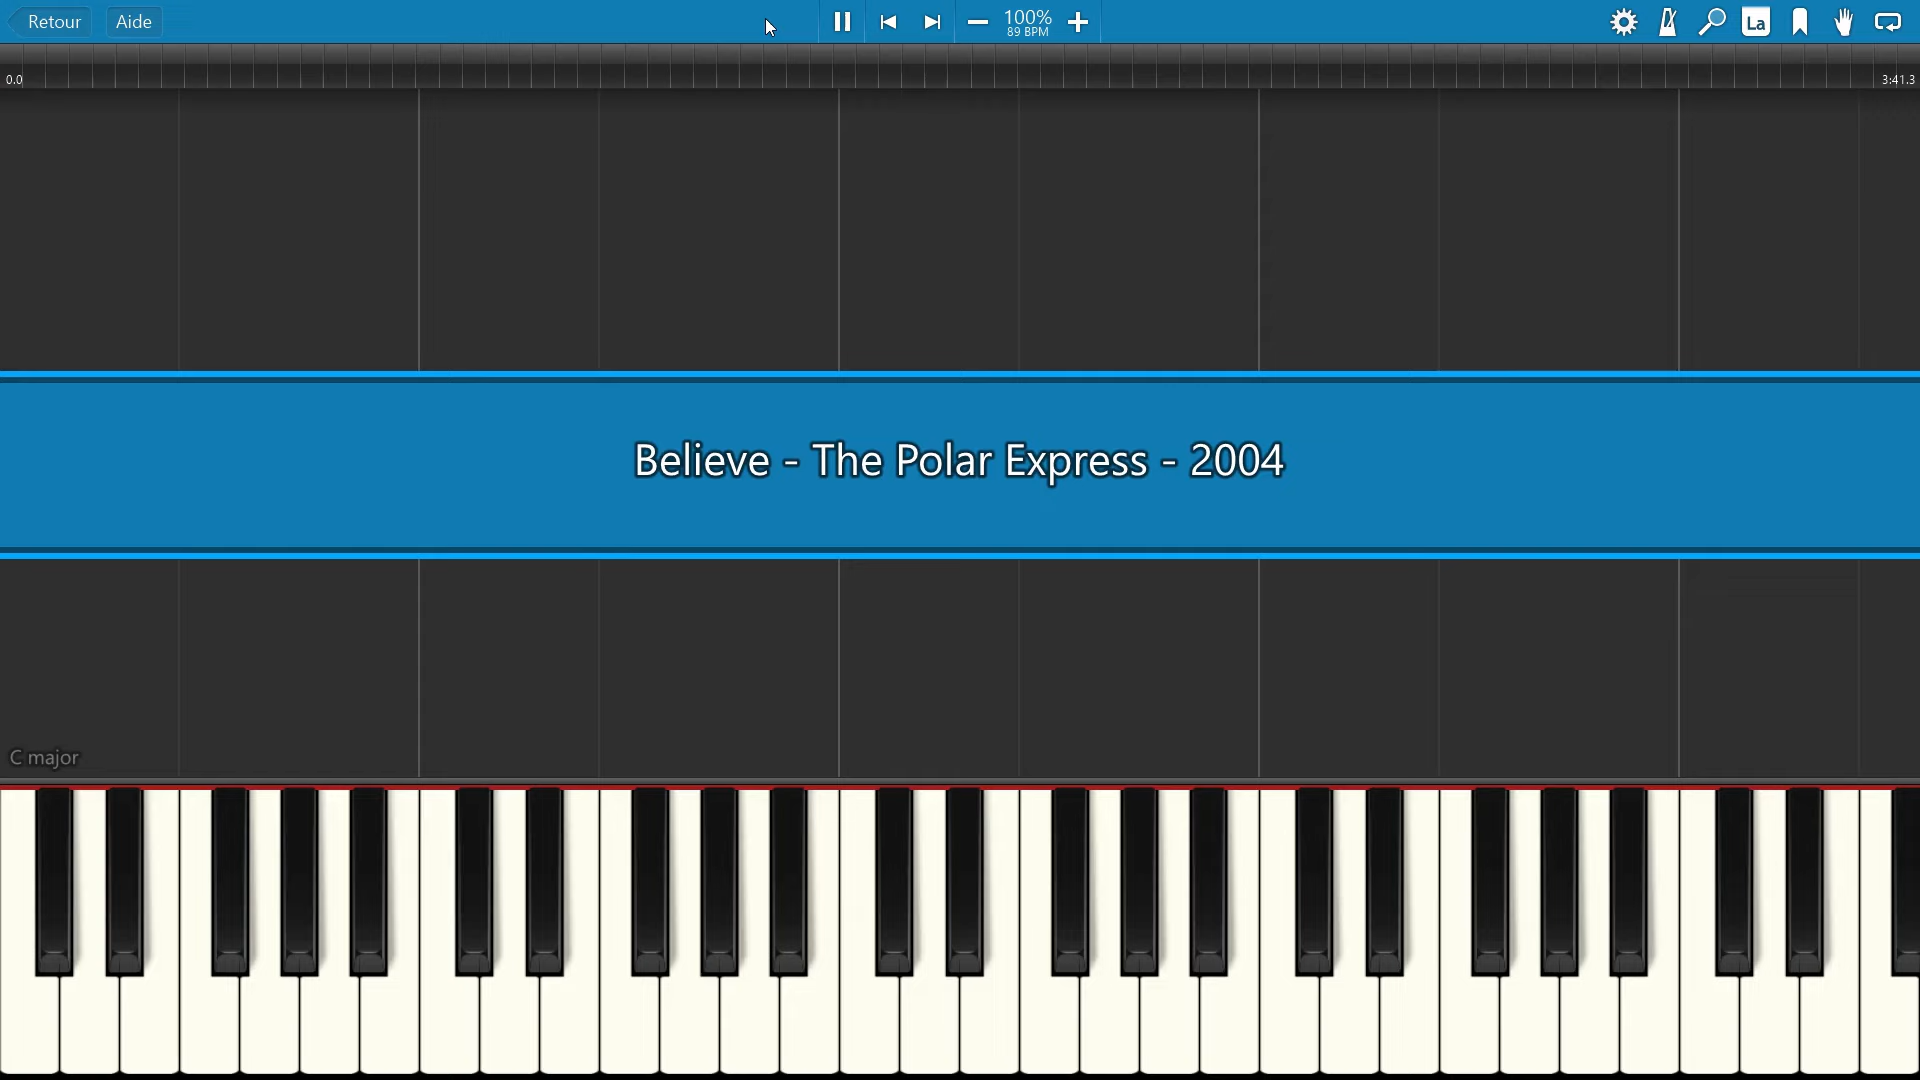 Retour
Aide
100%
89 BPM
La
0.0
3:41.3
Believe - The Polar Express - 2004
C major